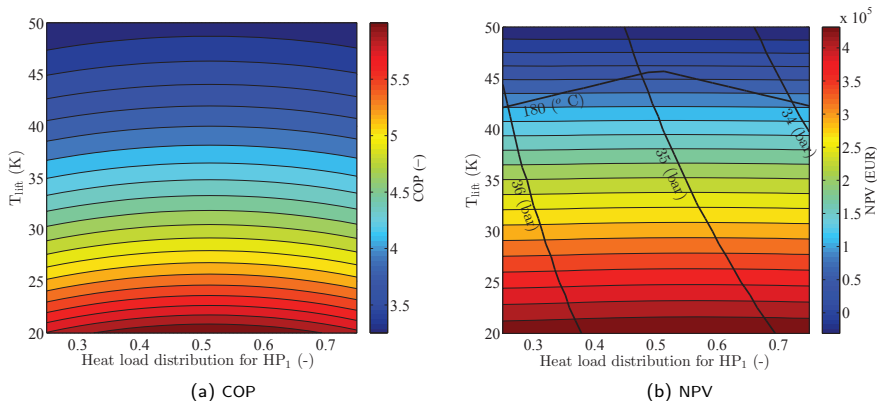 50
45
40
35
30
25
20
T_lift (K)
0.3 0.4 0.5 0.6 0.7
Heat load distribution for HP_1 (-)
5.5
5
4.5
4
3.5
COP (–)
(a) COP
50
45
40
35
30
25
20
T_lift (K)
180 (° C)
36 (bar)
35 (bar)
34 (bar)
0.3 0.4 0.5 0.6 0.7
Heat load distribution for HP_1 (-)
x 10^5
4
3.5
3
2.5
2
1.5
1
0.5
0
NPV (EUR)
(b) NPV